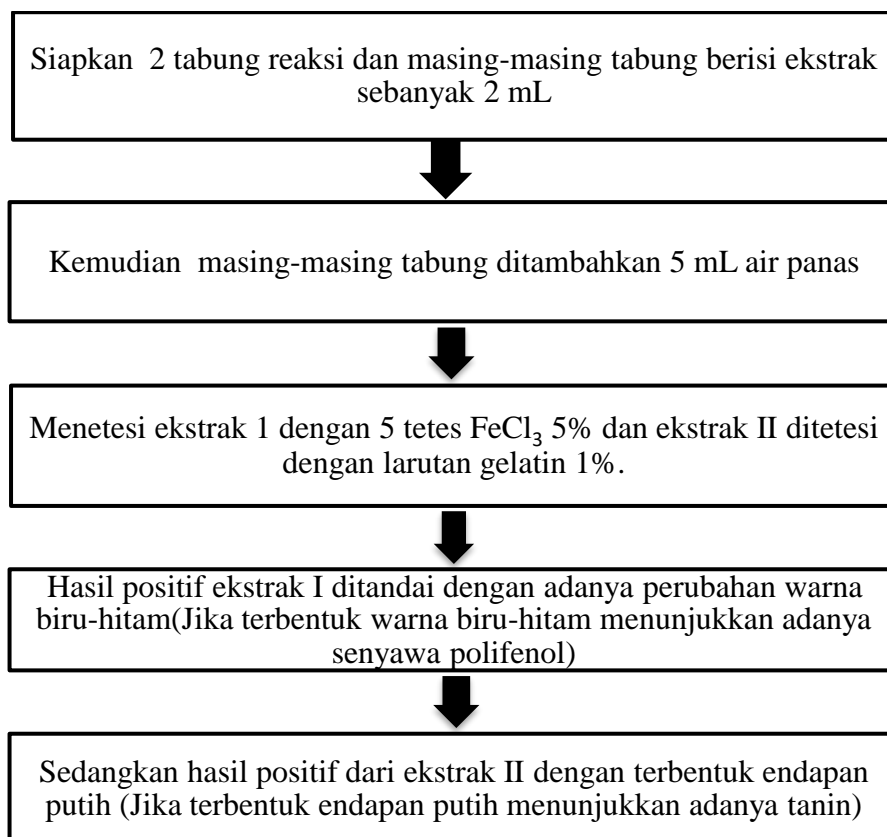 Siapkan  2 tabung reaksi dan masing-masing tabung berisi ekstrak
sebanyak 2 mL
Kemudian  masing-masing tabung ditambahkan 5 mL air panas
Menetesi ekstrak 1 dengan 5 tetes FeCl₃ 5% dan ekstrak II ditetesi
dengan larutan gelatin 1%.
Hasil positif ekstrak I ditandai dengan adanya perubahan warna
biru-hitam(Jika terbentuk warna biru-hitam menunjukkan adanya
senyawa polifenol)
Sedangkan hasil positif dari ekstrak II dengan terbentuk endapan
putih (Jika terbentuk endapan putih menunjukkan adanya tanin)